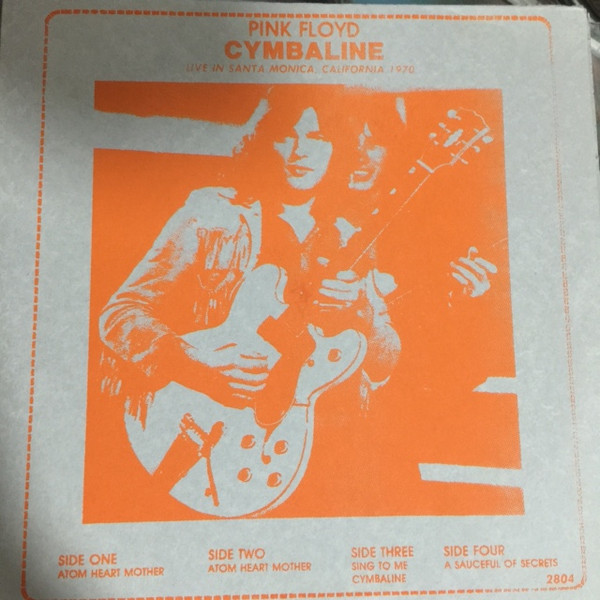 PINK FLOYD
CYMBALINE
LIVE IN SANTA MONICA, CALIFORNIA 1970
SIDE ONE
ATOM HEART MOTHER
SIDE TWO
ATOM HEART MOTHER
SIDE THREE
SING TO ME
CYMBALINE
SIDE FOUR
A SAUCEFUL OF SECRETS
2804